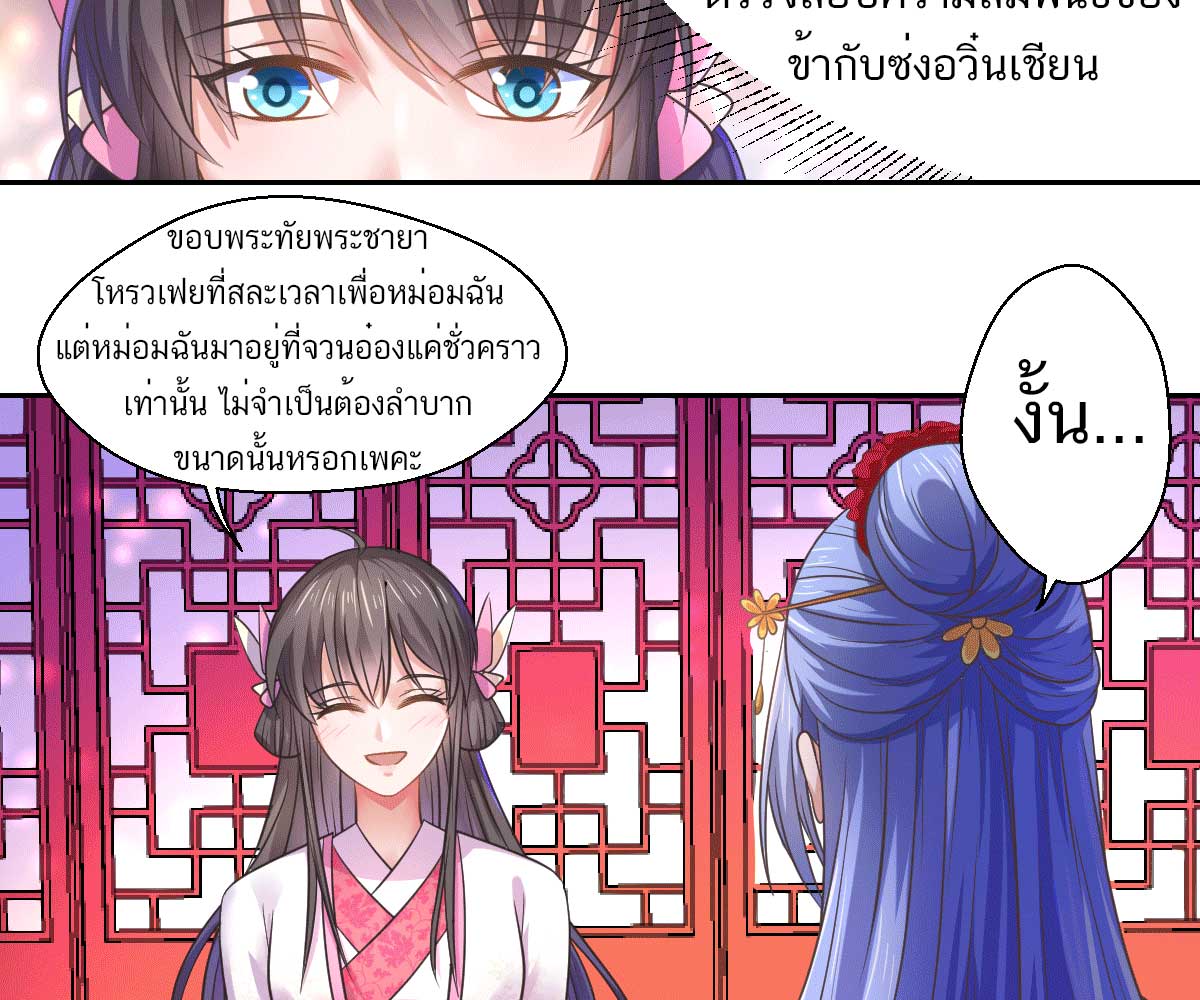 ข้ากับซ่งอวิ๋นเชียน
ขอบพระทัยพระชายา
โหรวเฟยที่สละเวลาเพื่อหม่อมฉัน
แต่หม่อมฉันมาอยู่ที่จวนอ๋องแค่ชั่วคราว
เท่านั้น ไม่จำเป็นต้องลำบาก
ขนาดนั้นหรอกเพคะ
งั้น...